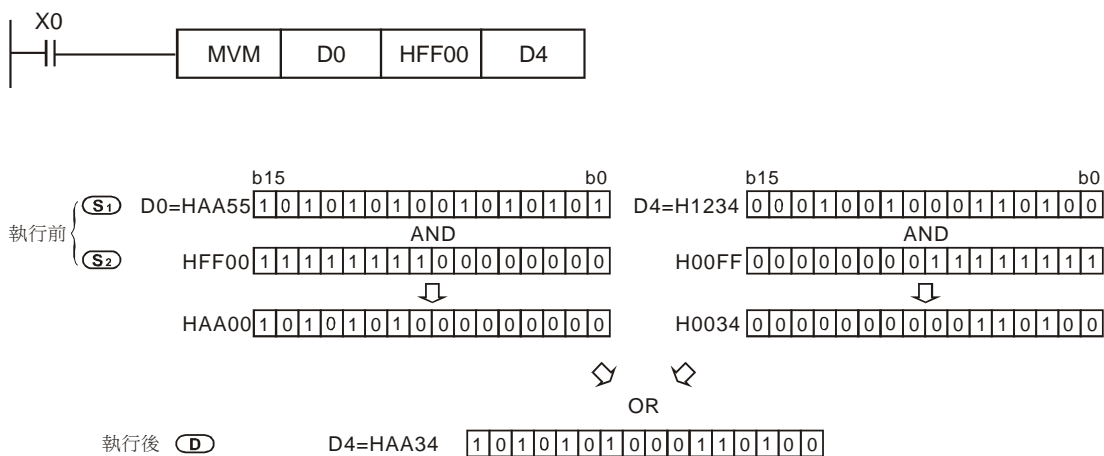 X0
MVM D0 HFF00 D4
b15 b0 b15 b0
S1 D0=HAA55 1 0 1 0 1 0 1 0 0 1 0 1 0 1 0 1 D4=H1234 0 0 0 1 0 0 1 0 0 0 1 1 0 1 0 0
執行前 AND AND
S2 HFF00 1 1 1 1 1 1 1 1 0 0 0 0 0 0 0 0 H00FF 0 0 0 0 0 0 0 0 1 1 1 1 1 1 1 1
HAA00 1 0 1 0 1 0 1 0 0 0 0 0 0 0 0 0 H0034 0 0 0 0 0 0 0 0 0 0 1 1 0 1 0 0
OR
執行後 D D4=HAA34 1 0 1 0 1 0 1 0 0 0 1 1 0 1 0 0